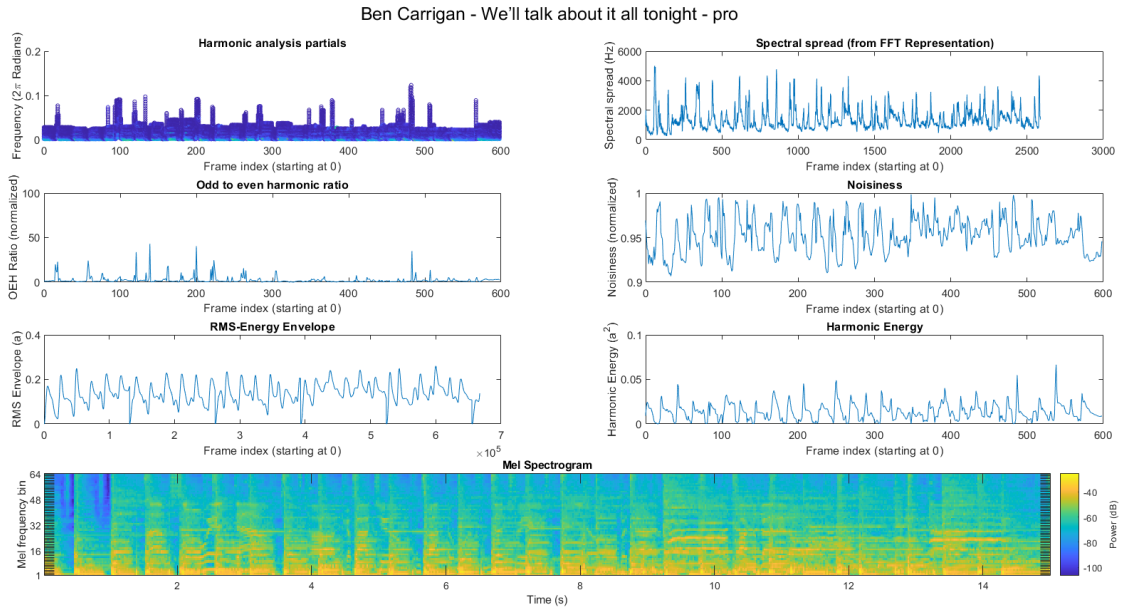 Ben Carrigan - We'll talk about it all tonight - pro
Harmonic analysis partials
Frequency (2π Radians)
0.2
0.1
0
0 100 200 300 400 500 600
Frame index (starting at 0)
Spectral spread (from FFT Representation)
Spectral spread (Hz)
6000
4000
2000
0
0 500 1000 1500 2000 2500 3000
Frame index (starting at 0)
Odd to even harmonic ratio
OEH Ratio (normalized)
100
50
0
0 100 200 300 400 500 600
Frame index (starting at 0)
Noisiness
Noisiness (normalized)
1
0.95
0.9
0 100 200 300 400 500 600
Frame index (starting at 0)
RMS-Energy Envelope
RMS Envelope (a)
0.4
0.2
0
0 1 2 3 4 5 6 7
×10⁵
Frame index (starting at 0)
Harmonic Energy
Harmonic Energy (a²)
0.1
0.05
0
0 100 200 300 400 500 600
Frame index (starting at 0)
Mel Spectrogram
Mel frequency bin
64
48
32
16
1
2 4 6 8 10 12 14
Time (s)
-40
-60
-80
-100
Power (dB)